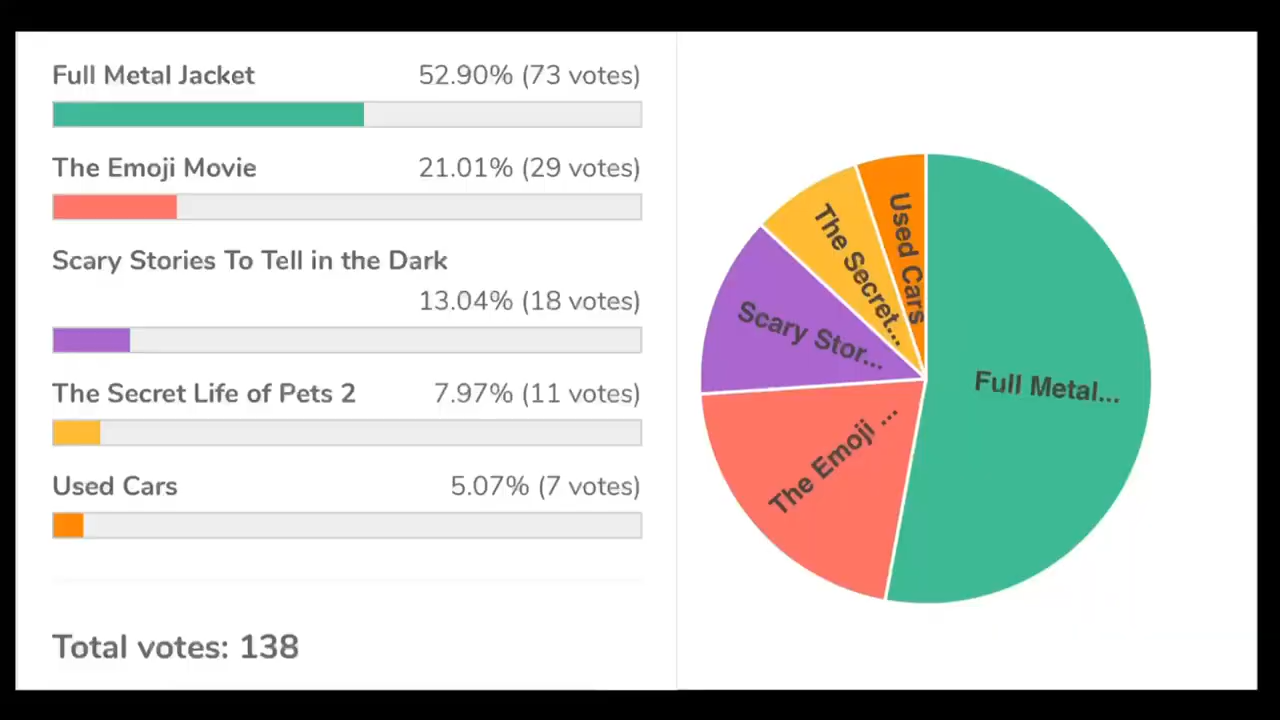 Full Metal Jacket 52.90% (73 votes)
The Emoji Movie 21.01% (29 votes)
Scary Stories To Tell in the Dark
13.04% (18 votes)
The Secret Life of Pets 2 7.97% (11 votes)
Used Cars 5.07% (7 votes)
Total votes: 138
Used Cars
The Secret...
Scary Stor...
Full Metal...
The Emoji ...